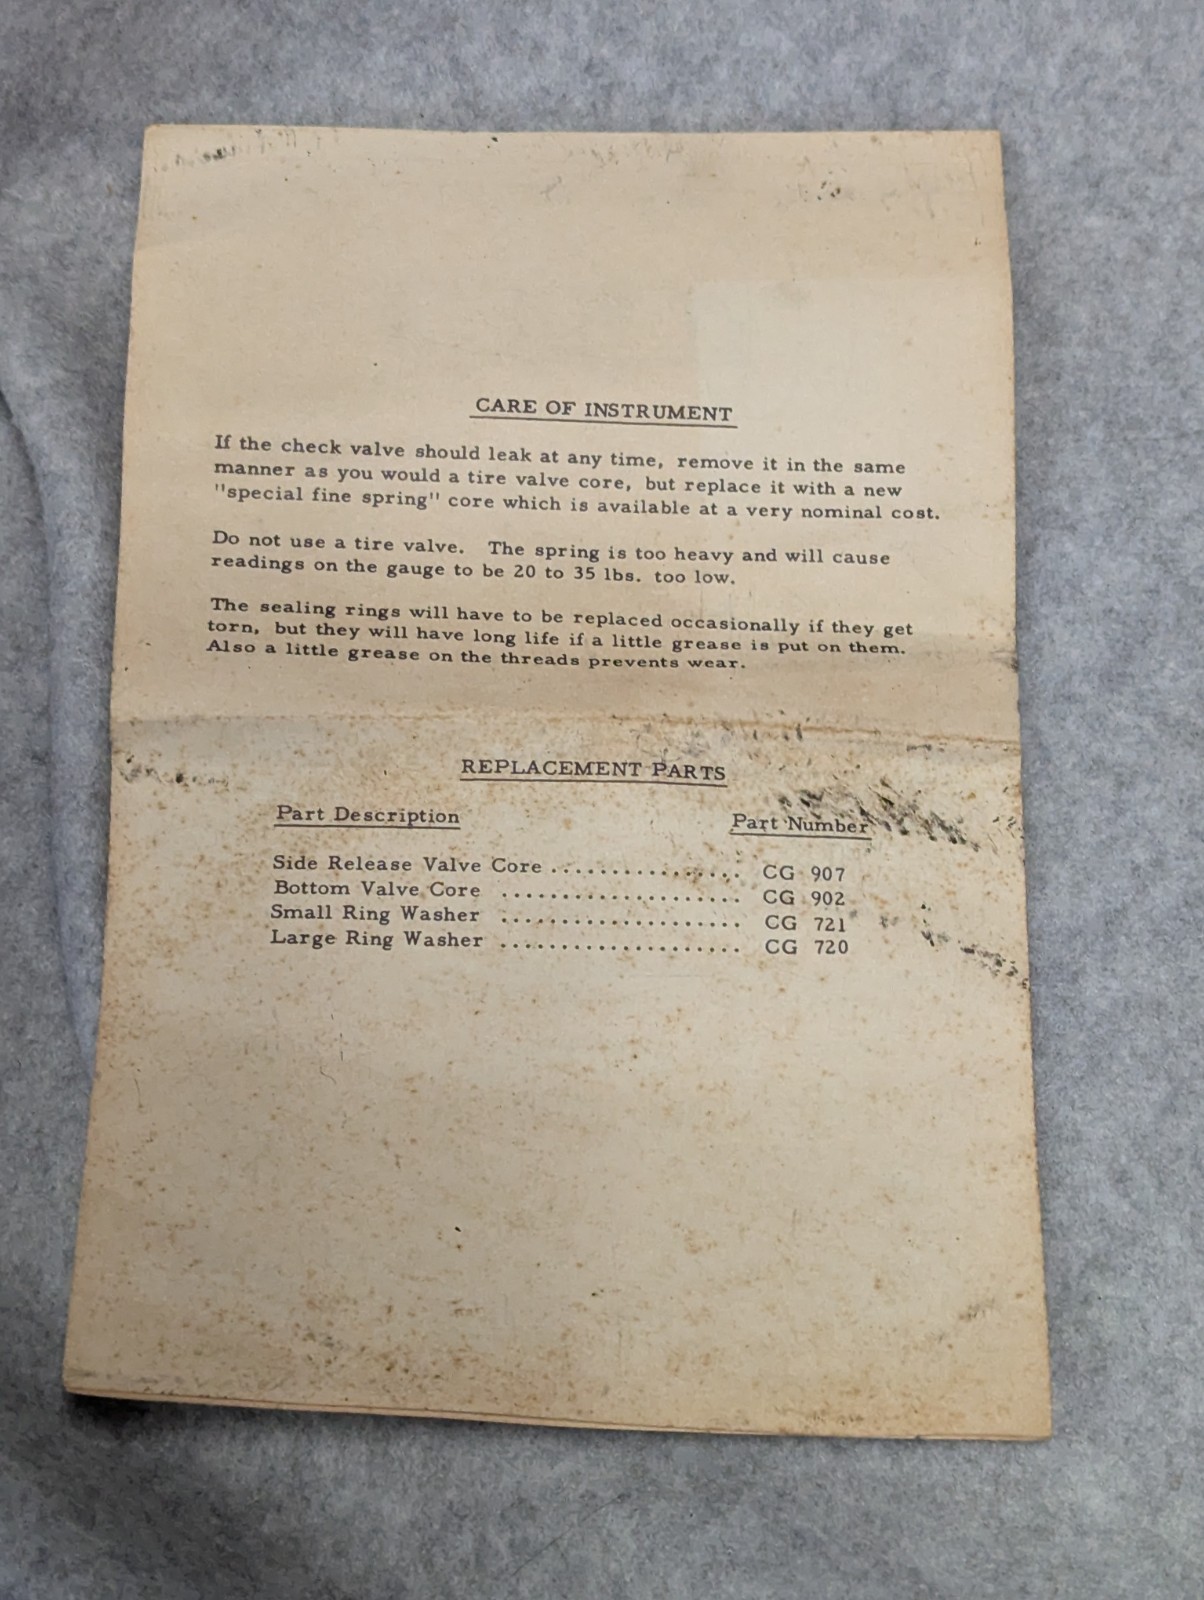 CARE OF INSTRUMENT
If the check valve should leak at any time, remove it in the same
manner as you would a tire valve core, but replace it with a new
"special fine spring" core which is available at a very nominal cost.
Do not use a tire valve. The spring is too heavy and will cause
readings on the gauge to be 20 to 35 lbs. too low.
The sealing rings will have to be replaced occasionally if they get
torn, but they will have long life if a little grease is put on them.
Also a little grease on the threads prevents wear.
REPLACEMENT PARTS
Part Description Part Number
Side Release Valve Core .................. CG 907
Bottom Valve Core .................... CG 902
Small Ring Washer .................... CG 721
Large Ring Washer .................... CG 720